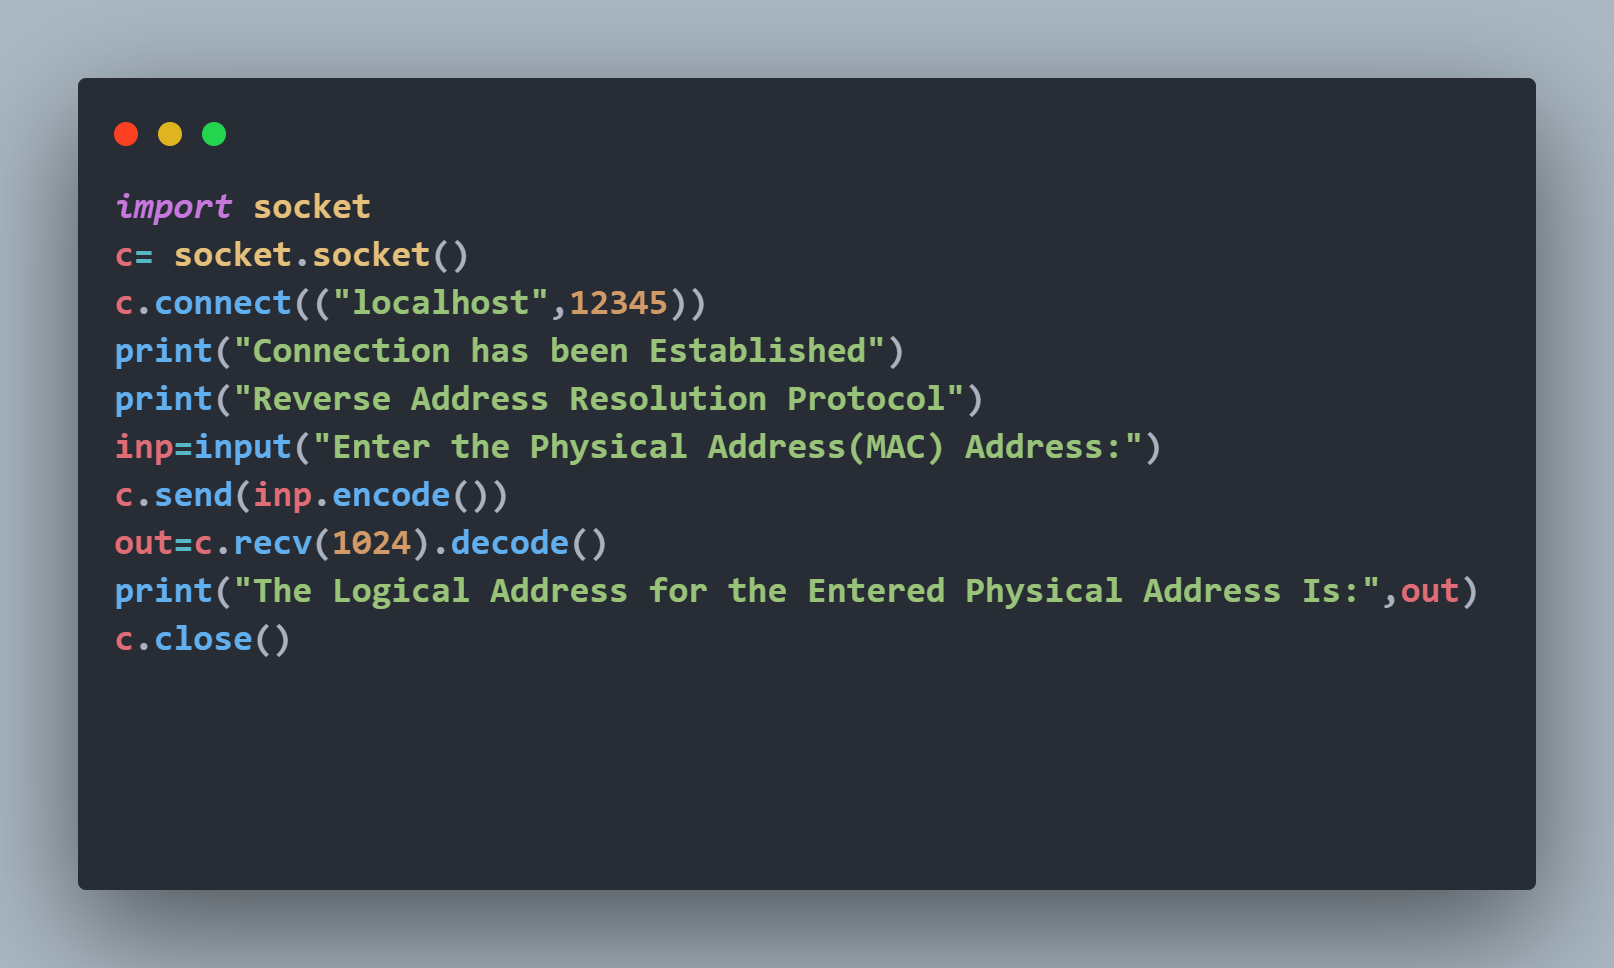 import socket
c= socket.socket()
c.connect(("localhost",12345))
print("Connection has been Established")
print("Reverse Address Resolution Protocol")
inp=input("Enter the Physical Address(MAC) Address:")
c.send(inp.encode())
out=c.recv(1024).decode()
print("The Logical Address for the Entered Physical Address Is:",out)
c.close()